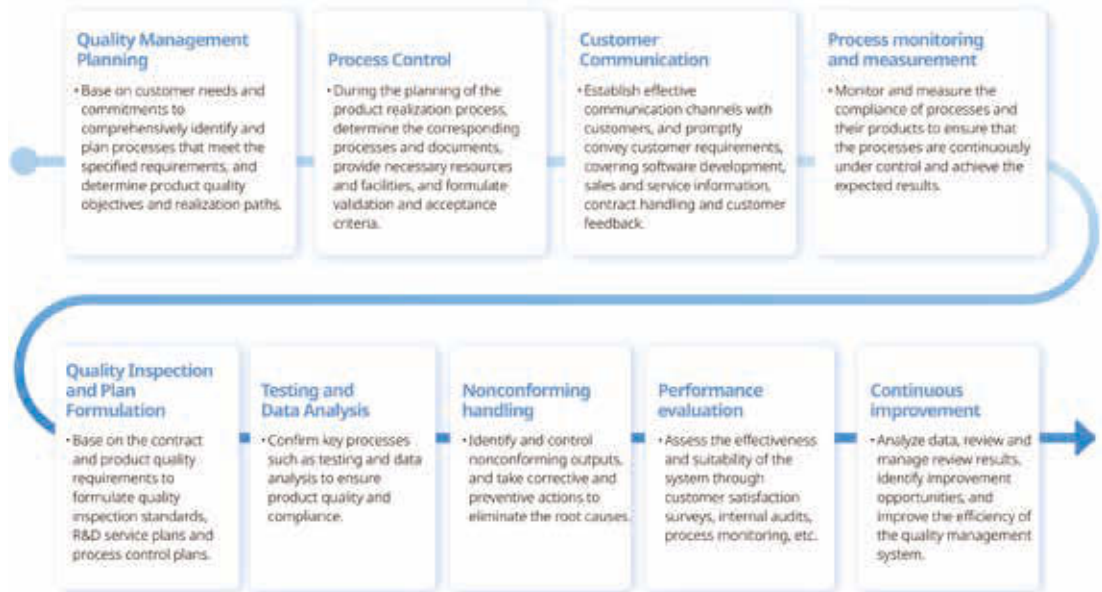 Quality Management
Planning
• Base on customer needs and
commitments to
comprehensively identify and
plan processes that meet the
specified requirements, and
determine product quality
objectives and realization paths.
Process Control
• During the planning of the
product realization process,
determine the corresponding
processes and documents,
provide necessary resources
and facilities, and formulate
validation and acceptance
criteria.
Customer
Communication
• Establish effective
communication channels with
customers, and promptly
convey customer requirements,
covering software development,
sales and service information,
contract handling and customer
feedback.
Process monitoring
and measurement
• Monitor and measure the
compliance of processes and
their products to ensure that
the processes are continuously
under control and achieve the
expected results.
Quality Inspection
and Plan
Formulation
• Base on the contract
and product quality
requirements to
formulate quality
inspection standards,
R&D service plans and
process control plans.
Testing and
Data Analysis
• Confirm key processes
such as testing and data
analysis to ensure
product quality and
compliance.
Nonconforming
handling
• Identify and control
nonconforming outputs,
and take corrective and
preventive actions to
eliminate the root causes.
Performance
evaluation
• Assess the effectiveness
and suitability of the
system through
customer satisfaction
surveys, internal audits,
process monitoring, etc.
Continuous
improvement
• Analyze data, review and
manage review results,
identify improvement
opportunities, and
improve the efficiency of
the quality management
system.